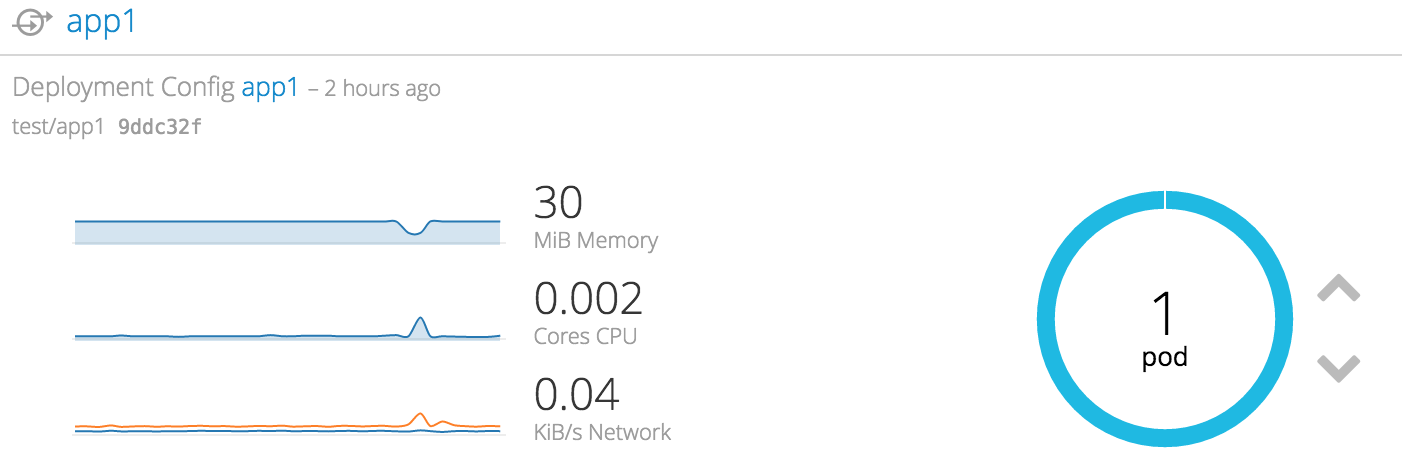 app1
Deployment Config app1 – 2 hours ago
test/app1 9ddc32f
30
MiB Memory
0.002
Cores CPU
0.04
KiB/s Network
1
pod